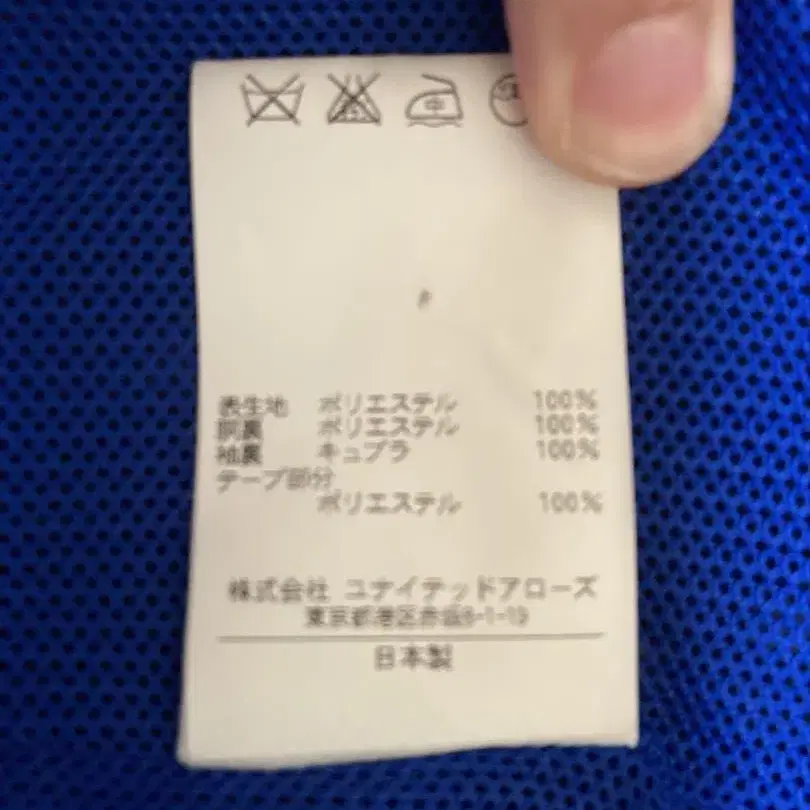 中
表生地 ポリエステル 100%
胴裏 ポリエステル 100%
袖裏 キュプラ 100%
テープ部分
ポリエステル 100%
株式会社 ユナイテッドアローズ
東京都港区赤坂8-1-19
日本製